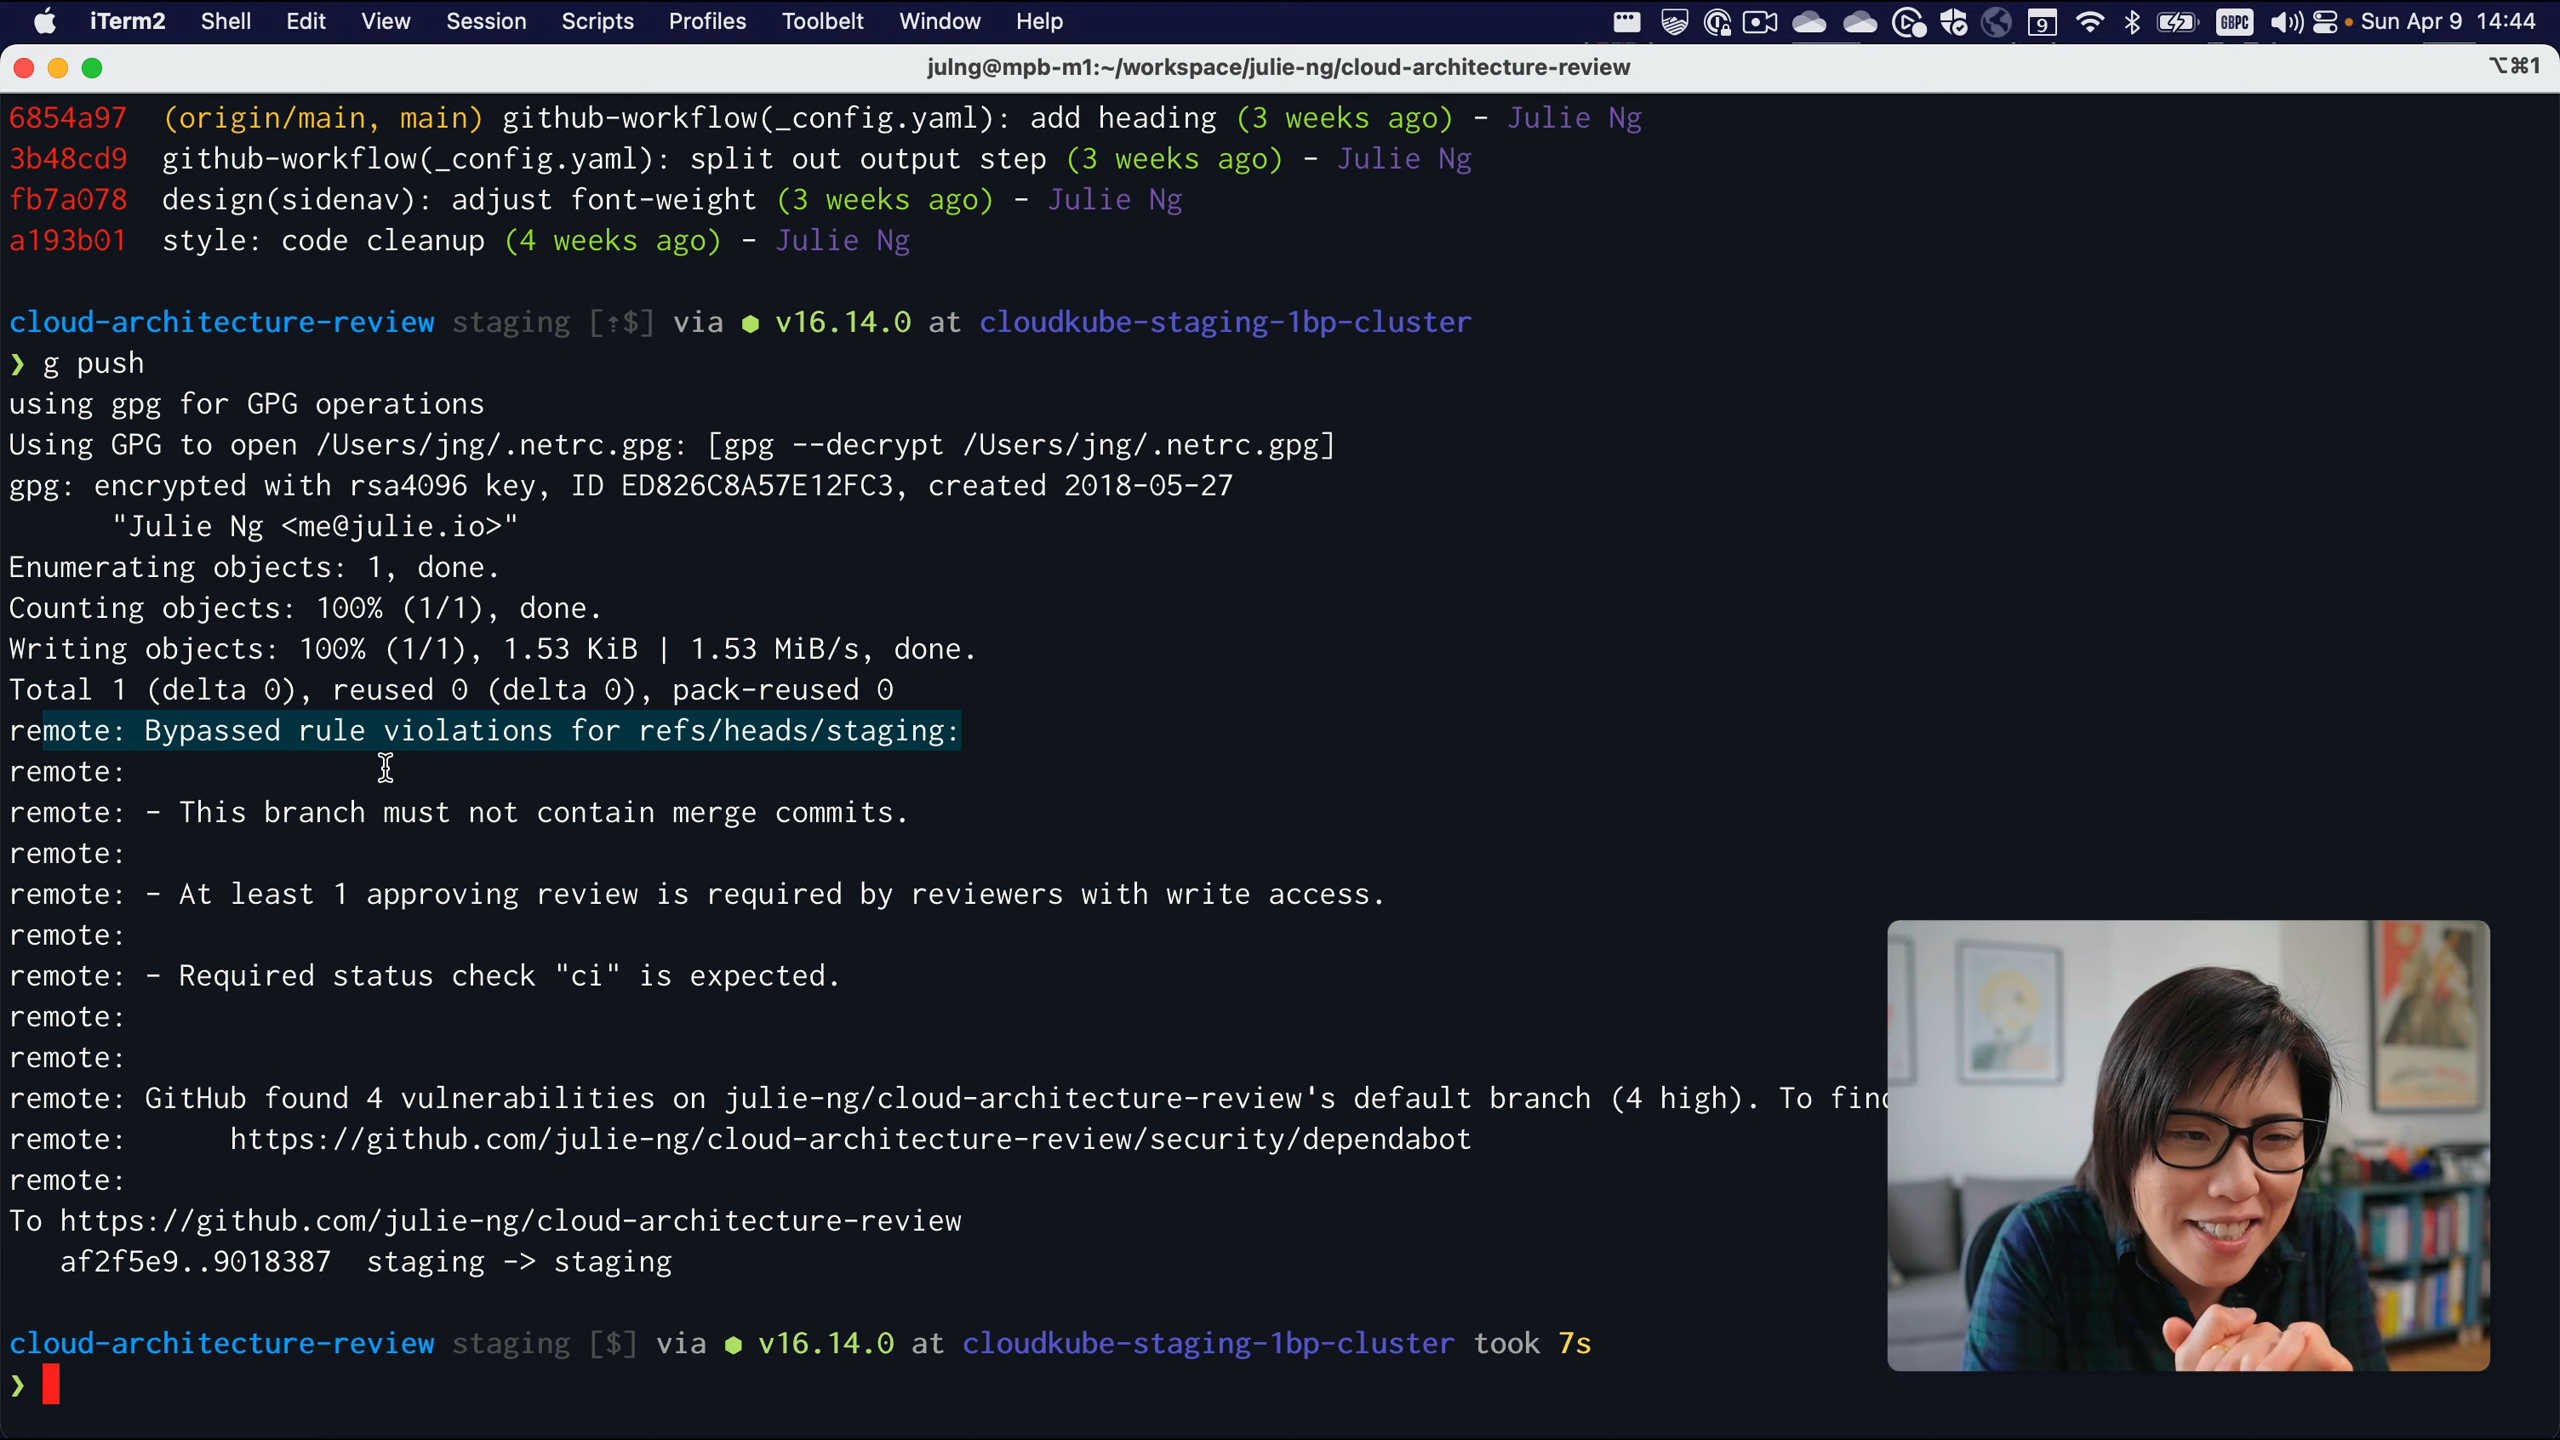 iTerm2 Shell Edit View Session Scripts Profiles Toolbelt Window Help 9 GBPC Sun Apr 9 14:44
julng@mpb-m1:~/workspace/julie-ng/cloud-architecture-review ⌥⌘1
6854a97 (origin/main, main) github-workflow(_config.yaml): add heading (3 weeks ago) - Julie Ng
3b48cd9 github-workflow(_config.yaml): split out output step (3 weeks ago) - Julie Ng
fb7a078 design(sidenav): adjust font-weight (3 weeks ago) - Julie Ng
a193b01 style: code cleanup (4 weeks ago) - Julie Ng
cloud-architecture-review staging [⇡$] via ⬢ v16.14.0 at cloudkube-staging-1bp-cluster
❯ g push
using gpg for GPG operations
Using GPG to open /Users/jng/.netrc.gpg: [gpg --decrypt /Users/jng/.netrc.gpg]
gpg: encrypted with rsa4096 key, ID ED826C8A57E12FC3, created 2018-05-27
"Julie Ng <me@julie.io>"
Enumerating objects: 1, done.
Counting objects: 100% (1/1), done.
Writing objects: 100% (1/1), 1.53 KiB | 1.53 MiB/s, done.
Total 1 (delta 0), reused 0 (delta 0), pack-reused 0
remote: Bypassed rule violations for refs/heads/staging:
remote:
remote: - This branch must not contain merge commits.
remote:
remote: - At least 1 approving review is required by reviewers with write access.
remote:
remote: - Required status check "ci" is expected.
remote:
remote:
remote: GitHub found 4 vulnerabilities on julie-ng/cloud-architecture-review's default branch (4 high). To find
remote: https://github.com/julie-ng/cloud-architecture-review/security/dependabot
remote:
To https://github.com/julie-ng/cloud-architecture-review
af2f5e9..9018387 staging -> staging
cloud-architecture-review staging [$] via ⬢ v16.14.0 at cloudkube-staging-1bp-cluster took 7s
❯